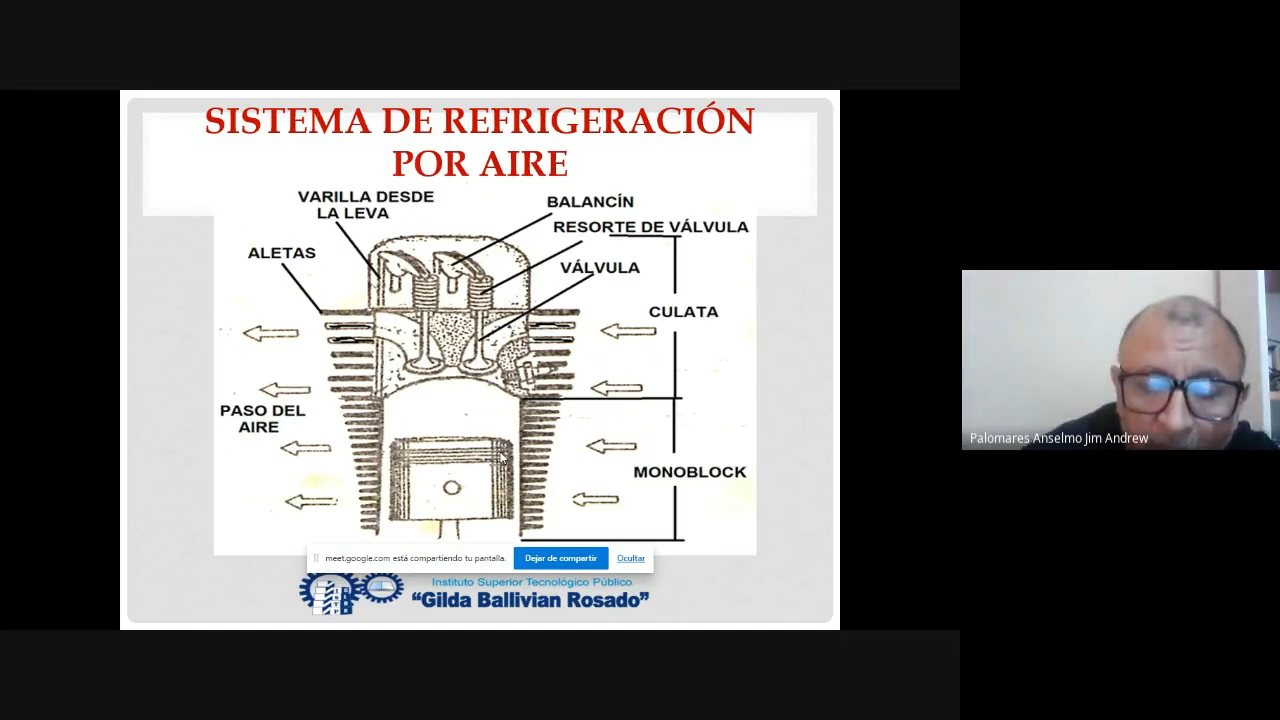 SISTEMA DE REFRIGERACIÓN
POR AIRE
VARILLA DESDE
LA LEVA
BALANCÍN
RESORTE DE VÁLVULA
ALETAS
VÁLVULA
CULATA
PASO DEL
AIRE
MONOBLOCK
meet.google.com está compartiendo tu pantalla.
Dejar de compartir
Ocultar
Instituto Superior Tecnológico Público
“Gilda Ballivian Rosado”
Palomares Anselmo Jim Andrew